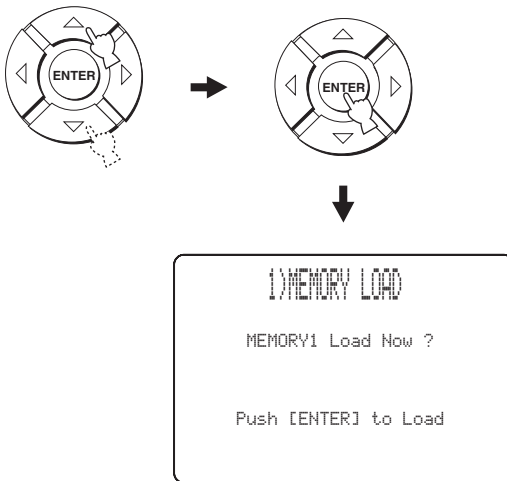 ENTER
ENTER
1)MEMORY LOAD
MEMORY1 Load Now ?
Push [ENTER] to Load